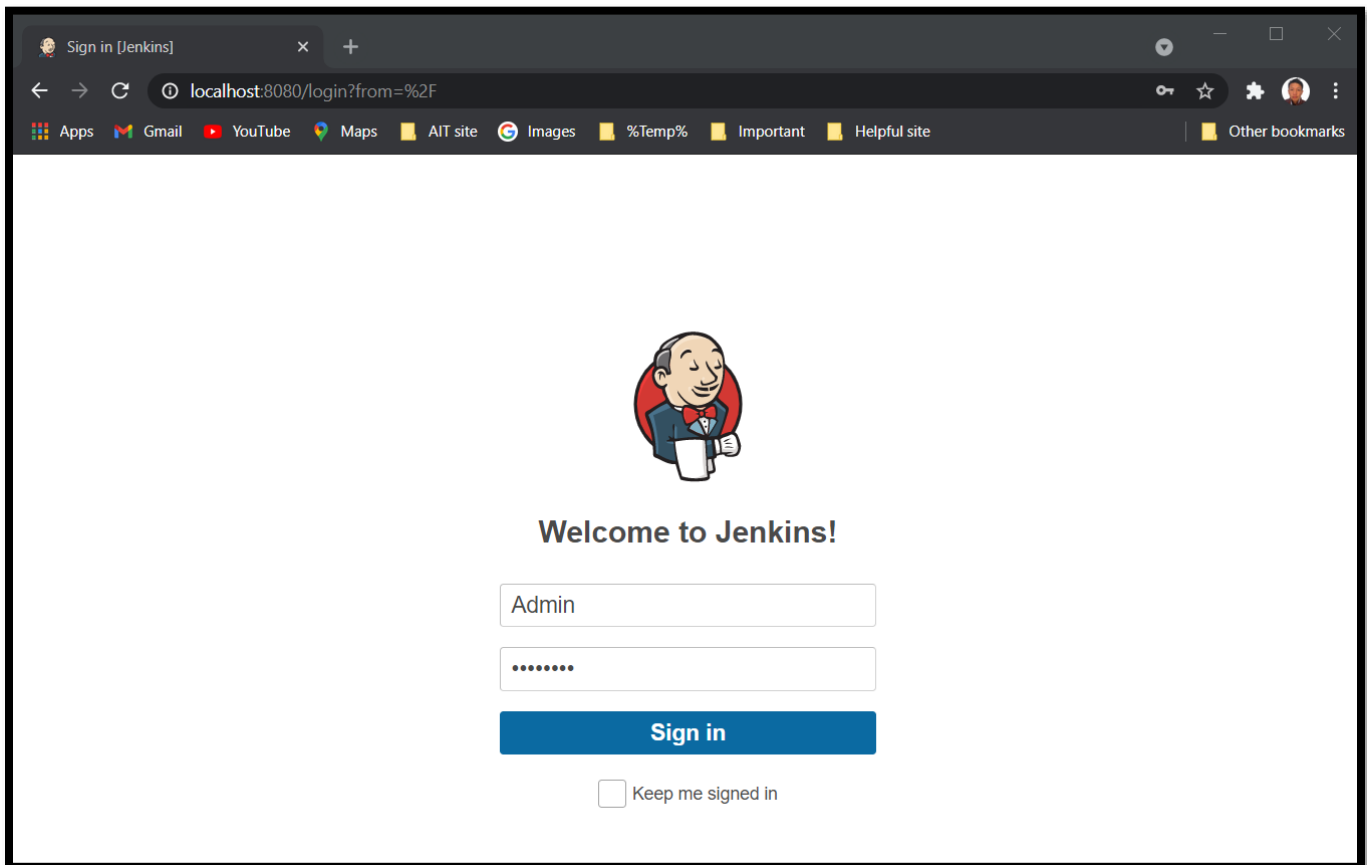 Sign in [Jenkins]
localhost:8080/login?from=%2F
Apps Gmail YouTube Maps AIT site Images %Temp% Important Helpful site Other bookmarks
Welcome to Jenkins!
Admin
••••••••
Sign in
Keep me signed in